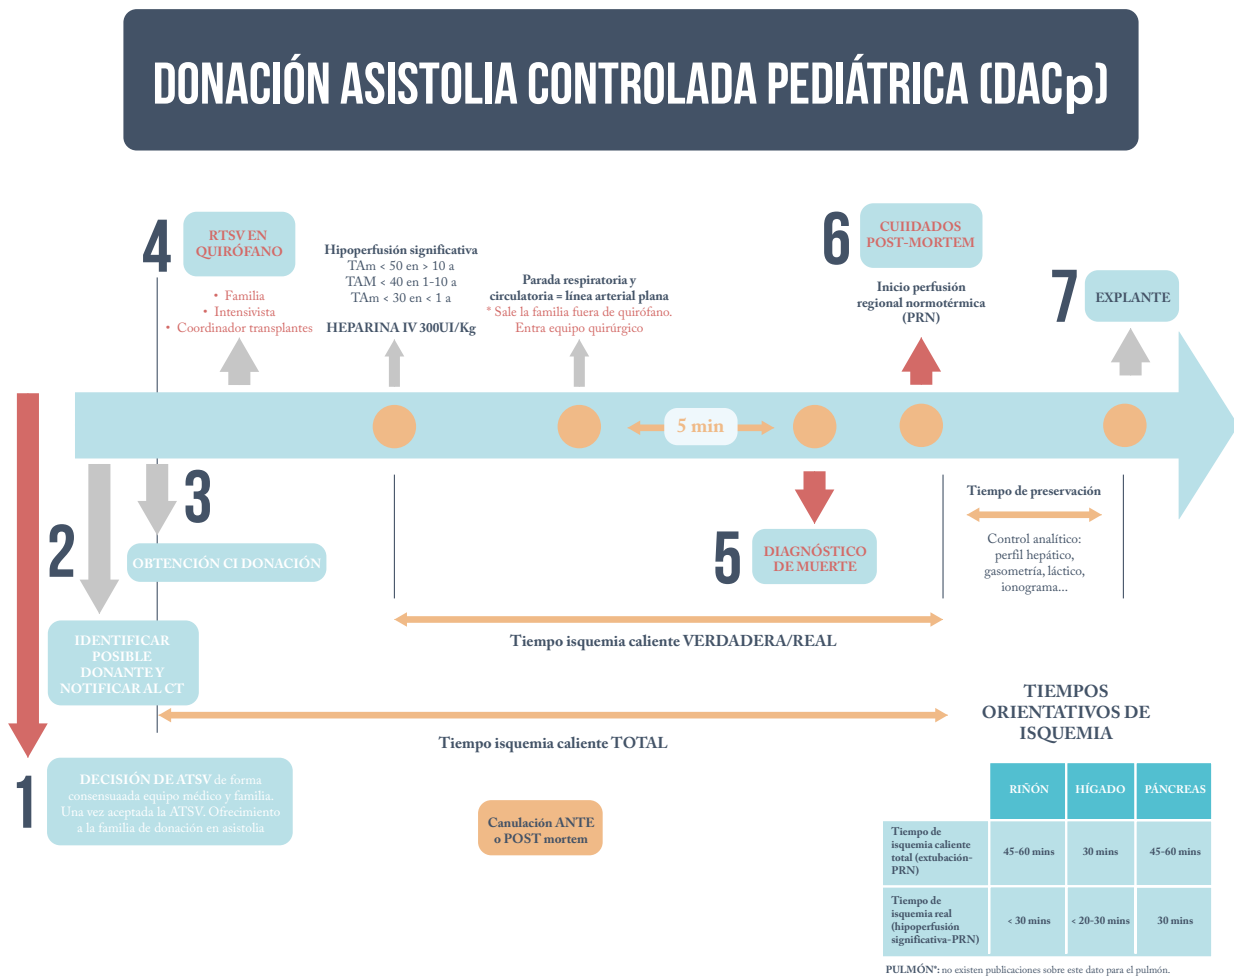 DONACIÓN ASISTOLIA CONTROLADA PEDIÁTRICA (DACp)
4
RTSV EN
QUIRÓFANO
• Familia
• Intensivista
• Coordinador transplantes
Hipoperfusión significativa
TAm < 50 en > 10 a
TAM < 40 en 1-10 a
TAm < 30 en < 1 a
HEPARINA IV 300UI/Kg
Parada respiratoria y
circulatoria = línea arterial plana
* Sale la familia fuera de quirófano.
Entra equipo quirúrgico
6
CUIIDADOS
POST-MORTEM
Inicio perfusión
regional normotérmica
(PRN)
7
EXPLANTE
5 min
3
OBTENCIÓN CI DONACIÓN
2
IDENTIFICAR
POSIBLE
DONANTE Y
NOTIFICAR AL CT
1
DECISIÓN DE ATSV de forma
consensuaada equipo médico y familia.
Una vez aceptada la ATSV. Ofrecimiento
a la familia de donación en asistolia
5
DIAGNÓSTICO
DE MUERTE
Tiempo de preservación
Control analítico:
perfil hepático,
gasometría, láctico,
ionograma...
Tiempo isquemia caliente VERDADERA/REAL
Tiempo isquemia caliente TOTAL
Canulación ANTE
o POST mortem
TIEMPOS
ORIENTATIVOS DE
ISQUEMIA
RIÑÓN HÍGADO PÁNCREAS
Tiempo de
isquemia caliente
total (extubación-
PRN)
45-60 mins 30 mins 45-60 mins
Tiempo de
isquemia real
(hipoperfusión
significativa-PRN)
< 30 mins < 20-30 mins 30 mins
PULMÓN*: no existen publicaciones sobre este dato para el pulmón.